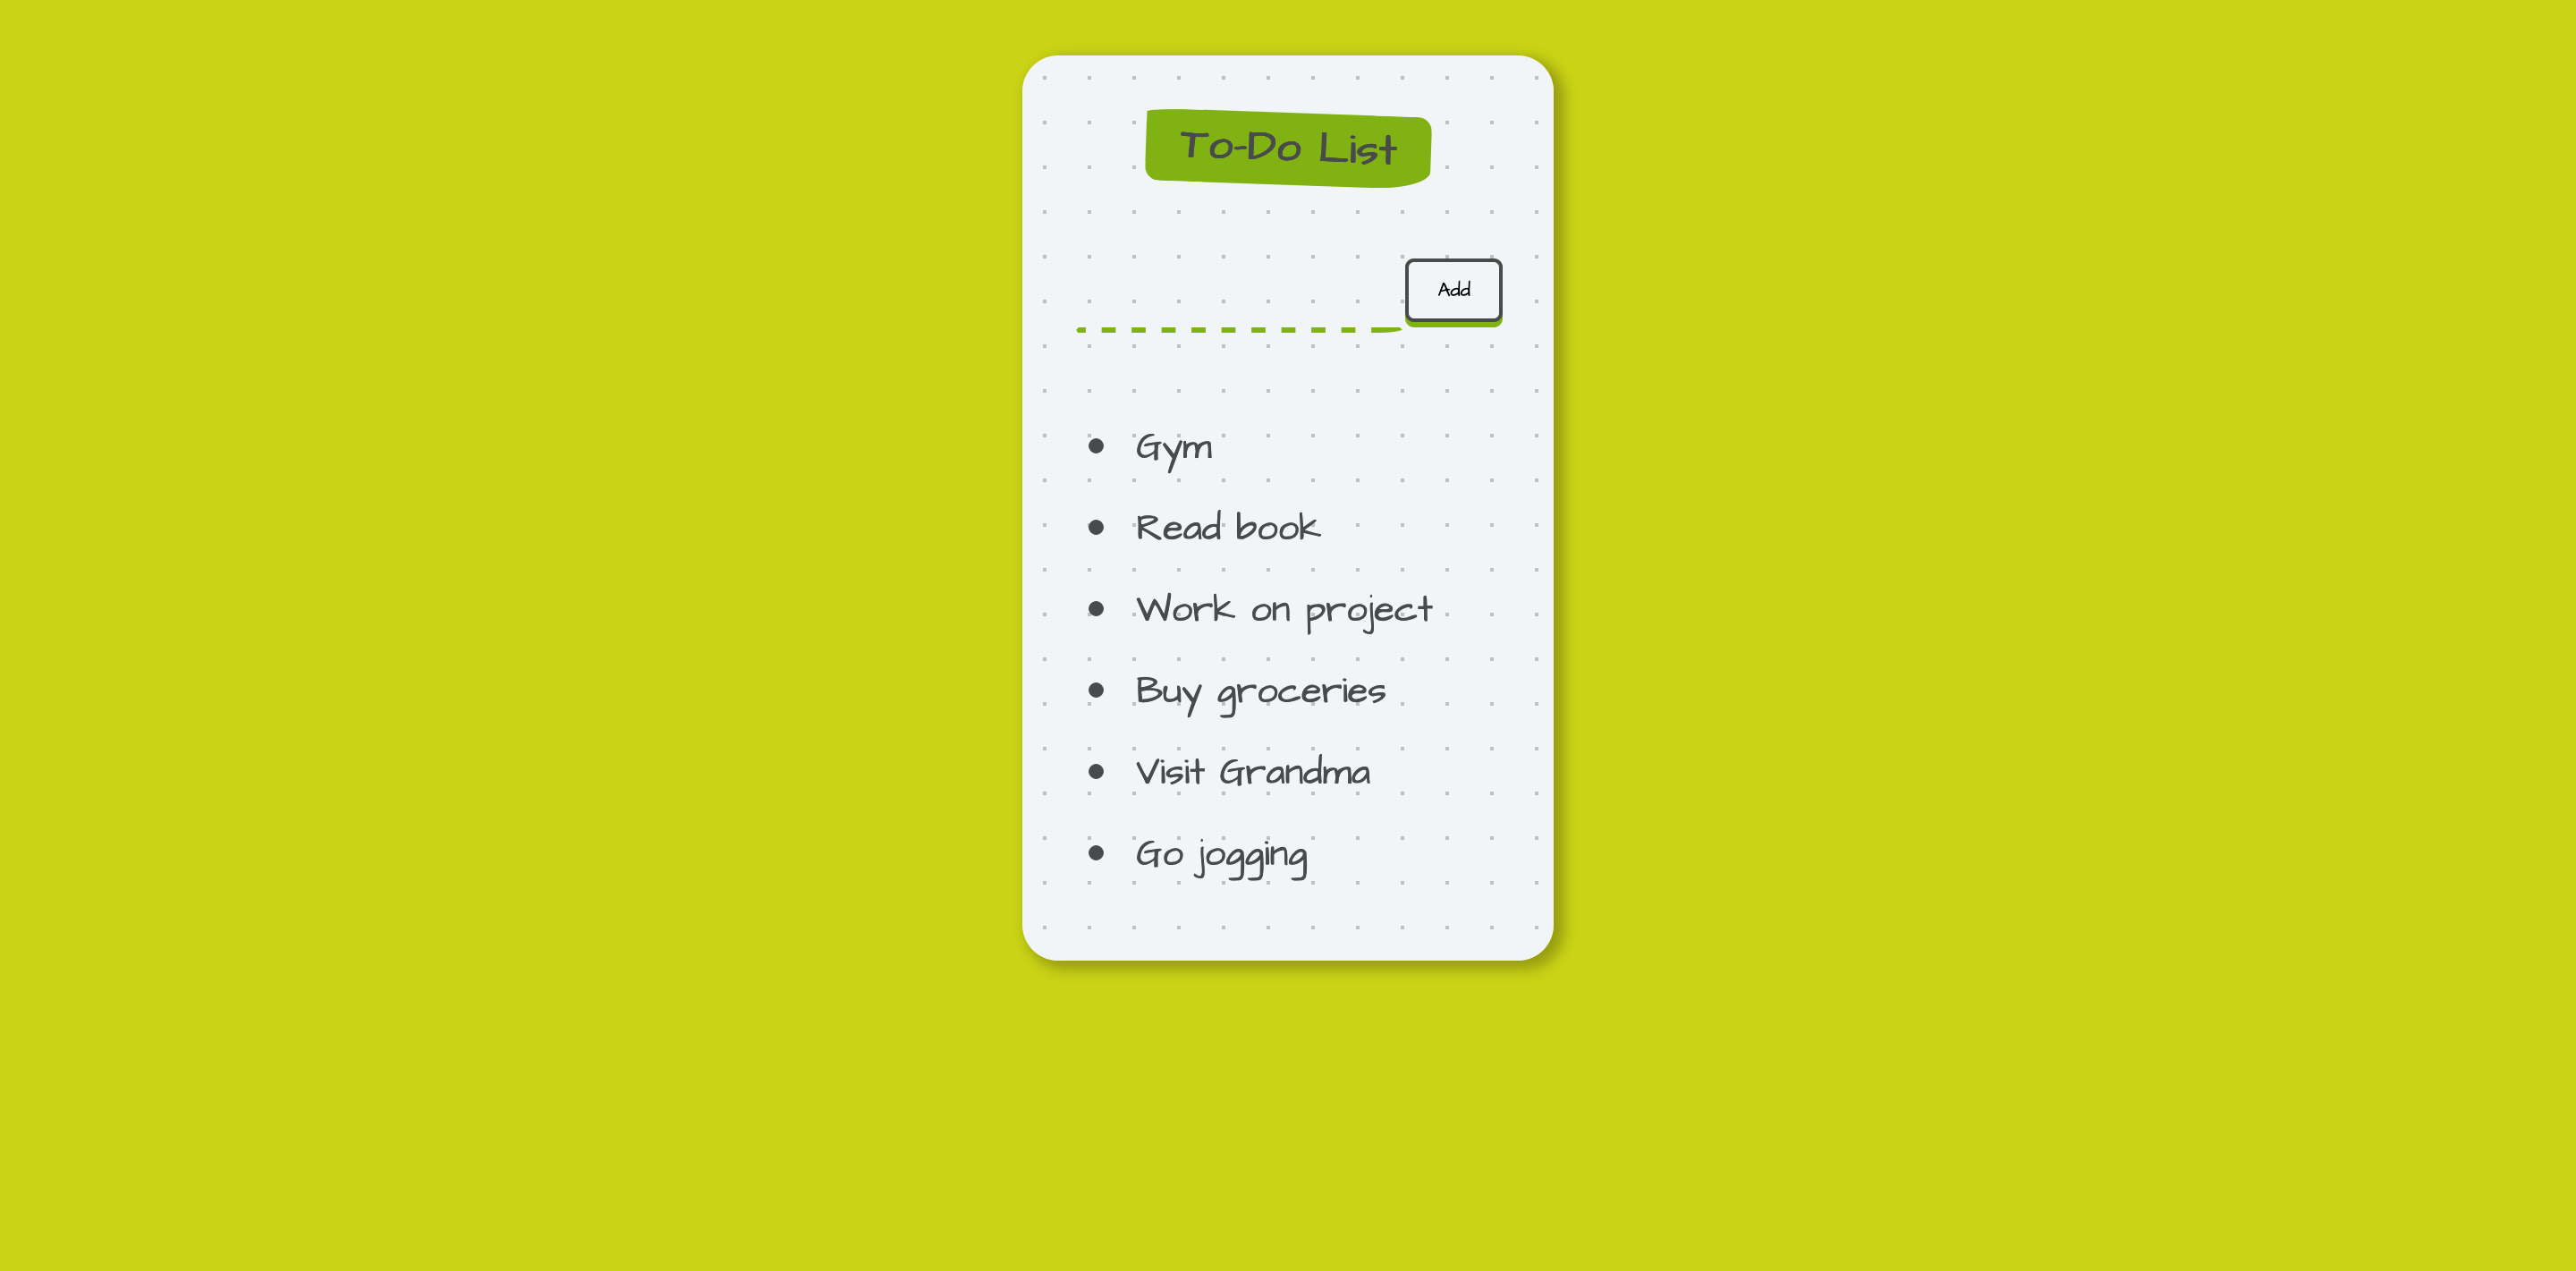 To-Do List
Add
Gym
Read book
Work on project
Buy groceries
Visit Grandma
Go jogging